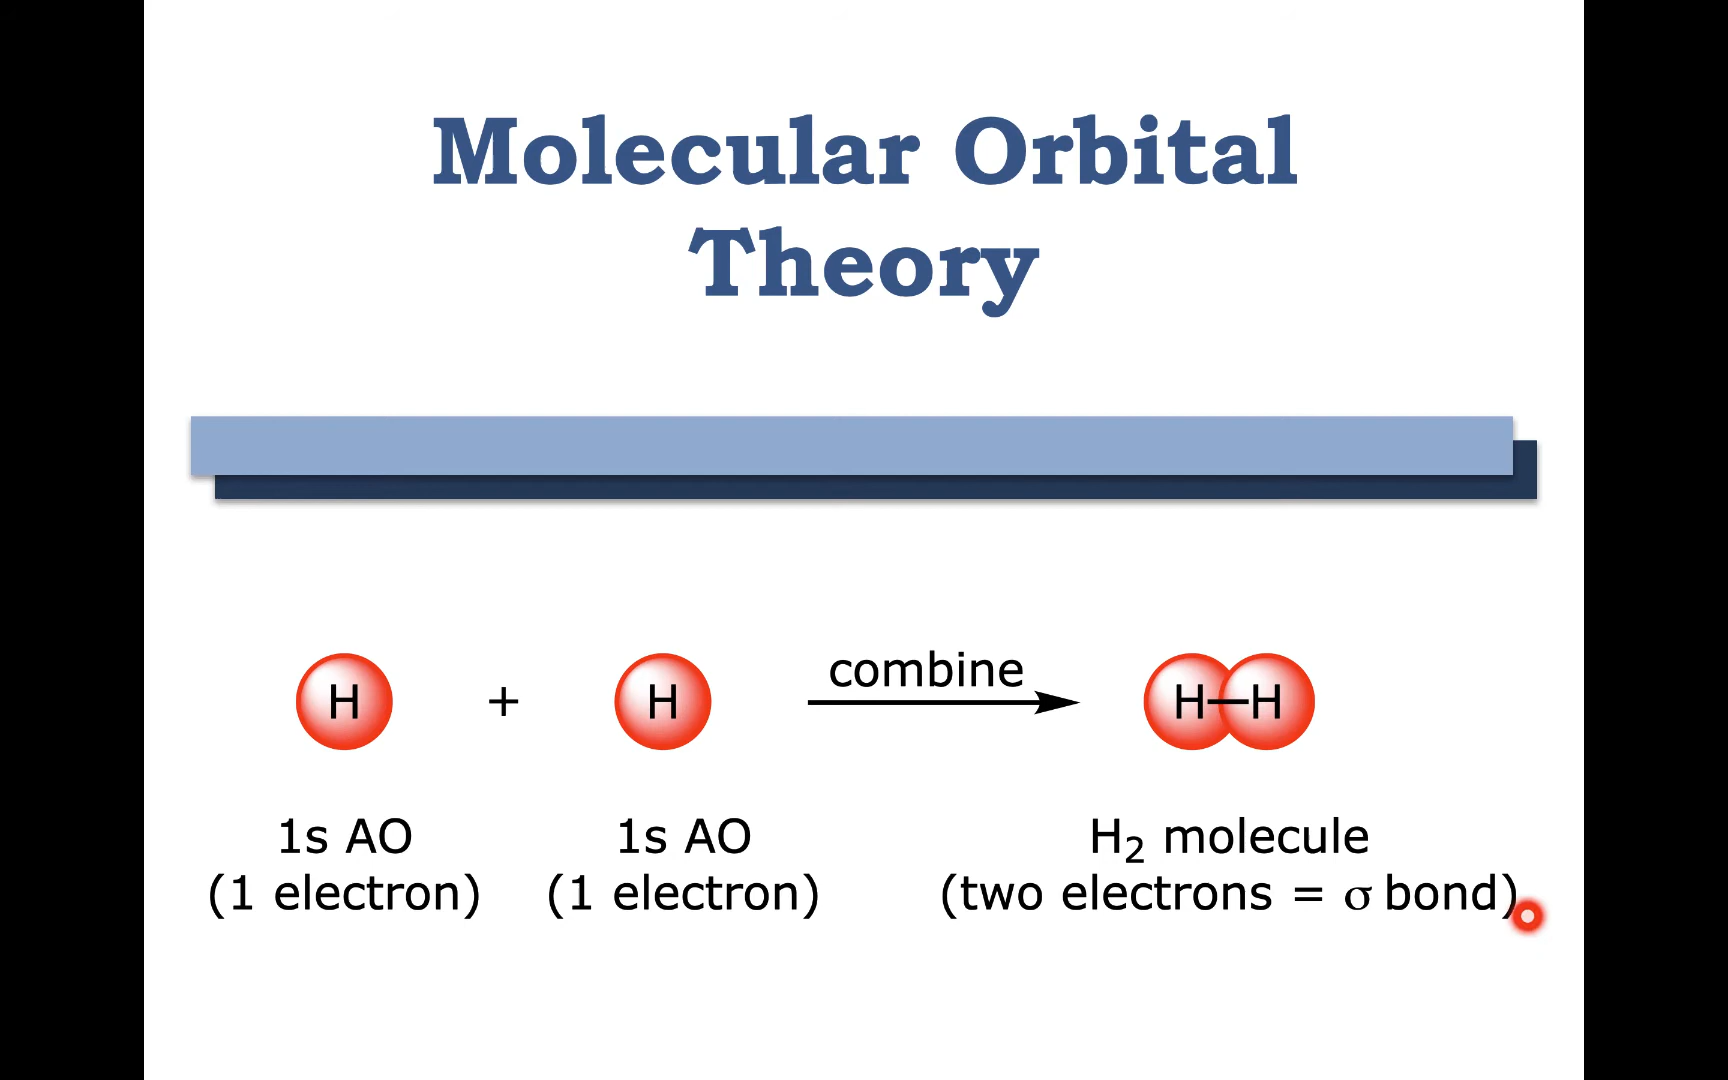 Molecular Orbital
Theory
combine
H + H H–H
1s AO 1s AO H₂ molecule
(1 electron) (1 electron) (two electrons = σ bond)